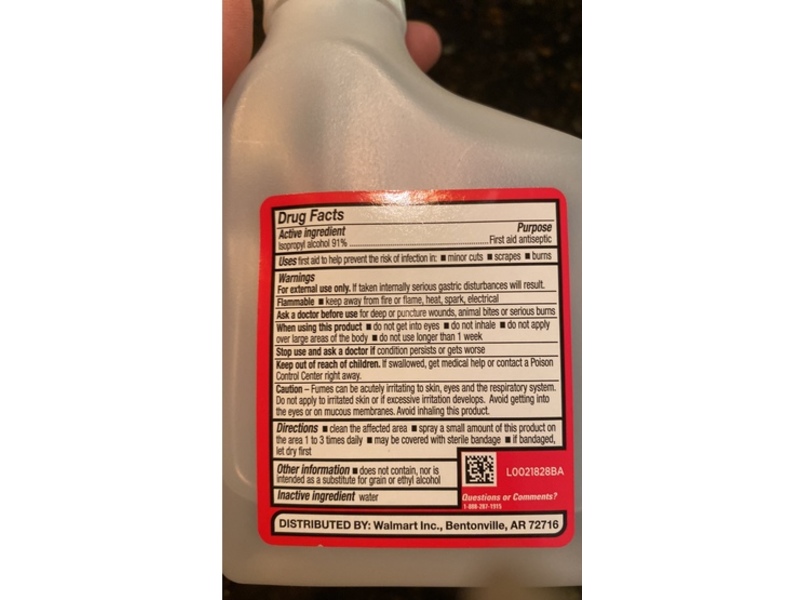 Drug Facts
Active ingredient Purpose
Isopropyl alcohol 91% ........ First aid antiseptic
Uses first aid to help prevent the risk of infection in: ■ minor cuts ■ scrapes ■ burns
Warnings
For external use only. If taken internally serious gastric disturbances will result.
Flammable ■ keep away from fire or flame, heat, spark, electrical
Ask a doctor before use for deep or puncture wounds, animal bites or serious burns
When using this product ■ do not get into eyes ■ do not inhale ■ do not apply
over large areas of the body ■ do not use longer than 1 week
Stop use and ask a doctor if condition persists or gets worse
Keep out of reach of children. If swallowed, get medical help or contact a Poison
Control Center right away.
Caution – Fumes can be acutely irritating to skin, eyes and the respiratory system.
Do not apply to irritated skin or if excessive irritation develops. Avoid getting into
the eyes or on mucous membranes. Avoid inhaling this product.
Directions ■ clean the affected area ■ spray a small amount of this product on
the area 1 to 3 times daily ■ may be covered with sterile bandage ■ if bandaged,
let dry first
Other information ■ does not contain, nor is
intended as a substitute for grain or ethyl alcohol
Inactive ingredient water
L0021828BA
Questions or Comments?
1-888-287-1915
DISTRIBUTED BY: Walmart Inc., Bentonville, AR 72716